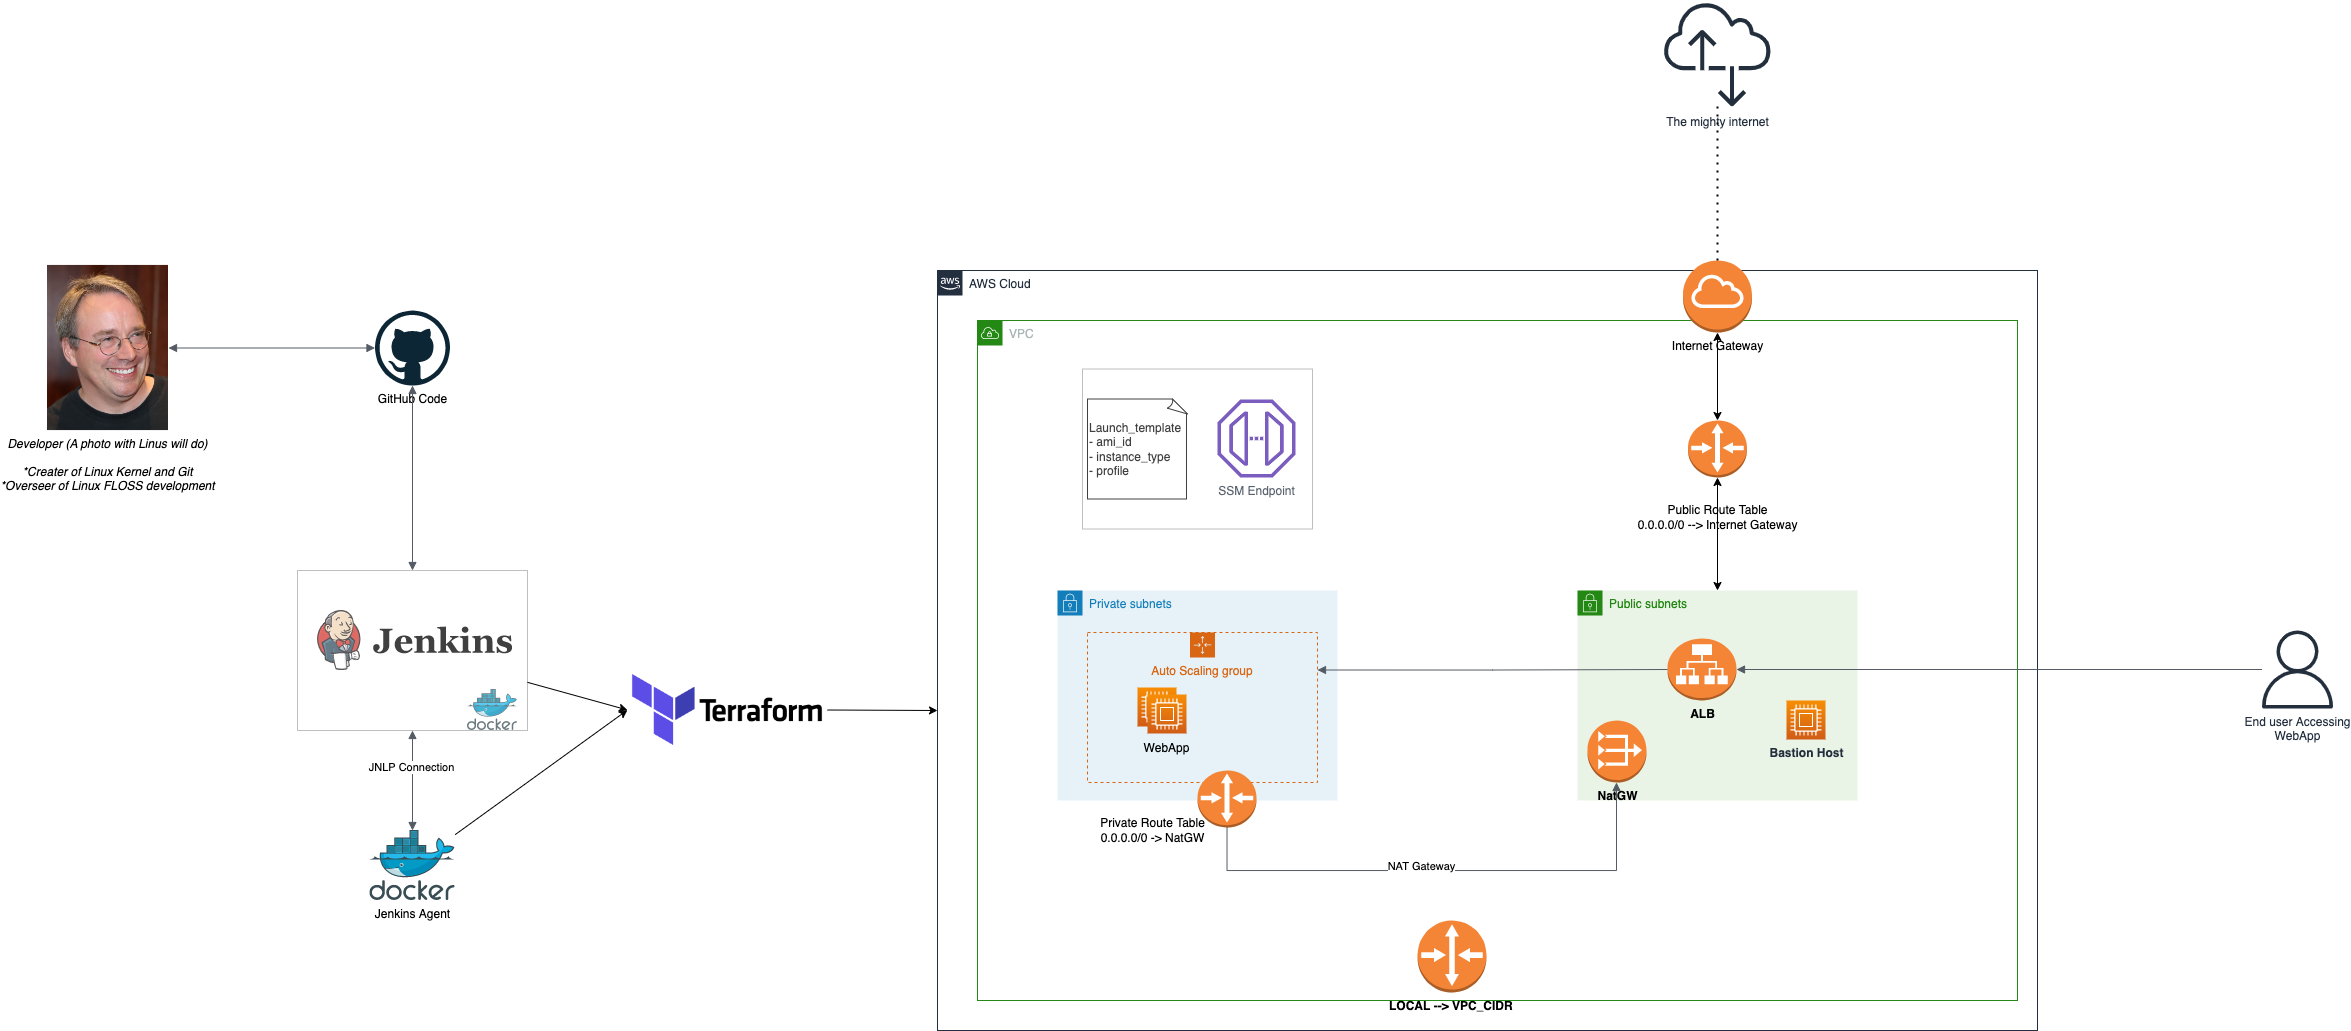 The mighty internet
aws
AWS Cloud
VPC
Internet Gateway
GitHub Code
Developer (A photo with Linus will do)
*Creater of Linux Kernel and Git
*Overseer of Linux FLOSS development
Launch_template
- ami_id
- instance_type
- profile
SSM Endpoint
Public Route Table
0.0.0.0/0 --> Internet Gateway
Jenkins
docker
JNLP Connection
docker
Jenkins Agent
Terraform
Private subnets
Auto Scaling group
WebApp
Private Route Table
0.0.0.0/0 -> NatGW
Public subnets
ALB
Bastion Host
NatGW
NAT Gateway
LOCAL --> VPC_CIDR
End user Accessing
WebApp